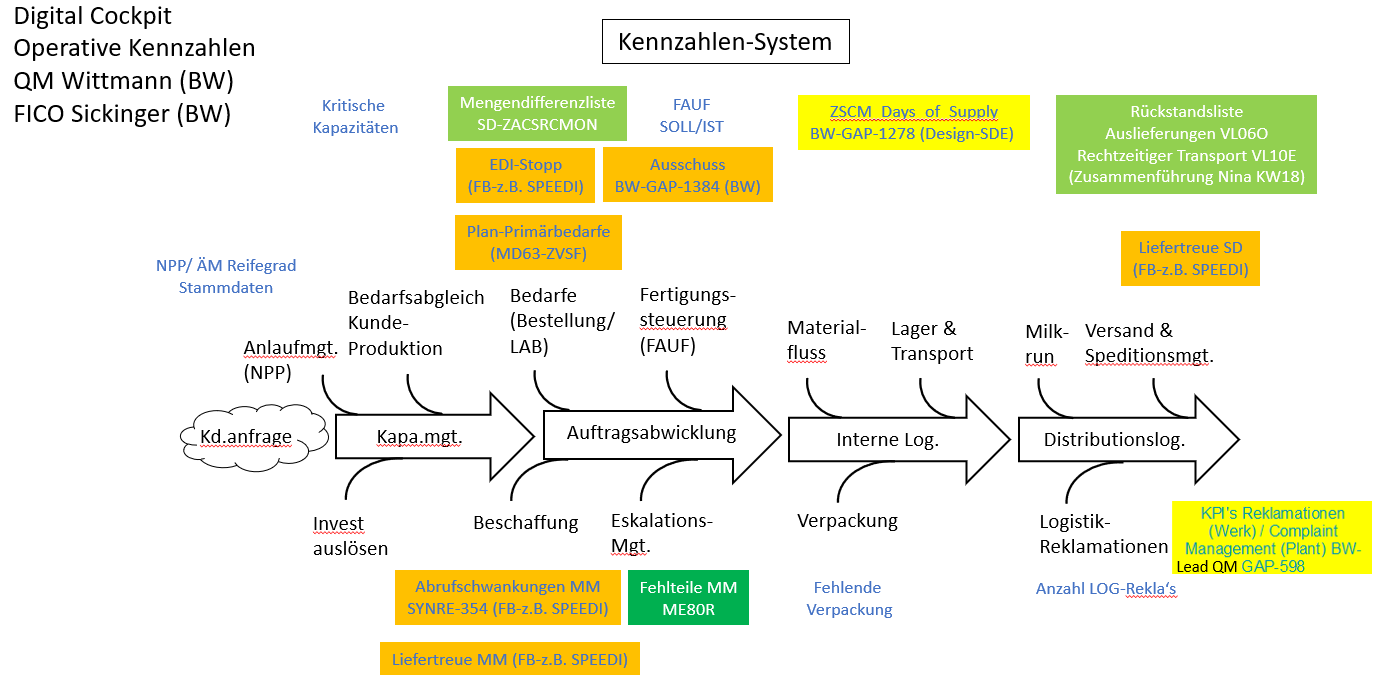 Digital Cockpit
Operative Kennzahlen
QM Wittmann (BW)
FICO Sickinger (BW)
Kennzahlen-System
Kritische
Kapazitäten
Mengendifferenzliste
SD-ZACSRCMON
FAUF
SOLL/IST
ZSCM_Days_of_Supply
BW-GAP-1278 (Design-SDE)
Rückstandsliste
Auslieferungen VL06O
Rechtzeitiger Transport VL10E
(Zusammenführung Nina KW18)
EDI-Stopp
(FB-z.B. SPEEDI)
Ausschuss
BW-GAP-1384 (BW)
Plan-Primärbedarfe
(MD63-ZVSF)
Liefertreue SD
(FB-z.B. SPEEDI)
NPP/ ÄM Reifegrad
Stammdaten
Anlaufmgt.
(NPP)
Bedarfsabgleich
Kunde-
Produktion
Bedarfe
(Bestellung/
LAB)
Fertigungs-
steuerung
(FAUF)
Material-
fluss
Lager &
Transport
Milk-
run
Versand &
Speditionsmgt.
Kd.anfrage
Kapa.mgt.
Auftragsabwicklung
Interne Log.
Distributionslog.
Invest
auslösen
Beschaffung
Eskalations-
Mgt.
Verpackung
Logistik-
Reklamationen
KPI's Reklamationen
(Werk) / Complaint
Management (Plant) BW-
Lead QM GAP-598
Abrufschwankungen MM
SYNRE-354 (FB-z.B. SPEEDI)
Fehlteile MM
ME80R
Fehlende
Verpackung
Anzahl LOG-Rekla‘s
Liefertreue MM (FB-z.B. SPEEDI)